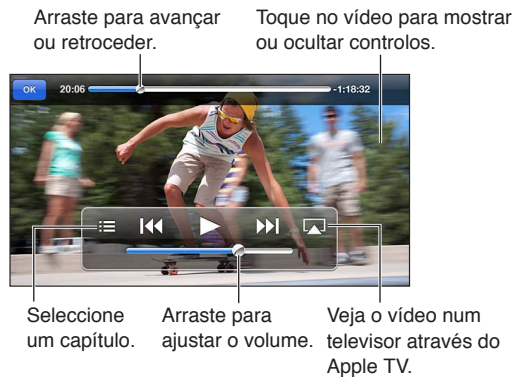 Arraste para avançar
ou retroceder.
Toque no vídeo para mostrar
ou ocultar controlos.
OK
20:06
-1:18:32
Seleccione
um capítulo.
Arraste para
ajustar o volume.
Veja o vídeo num
televisor através do
Apple TV.